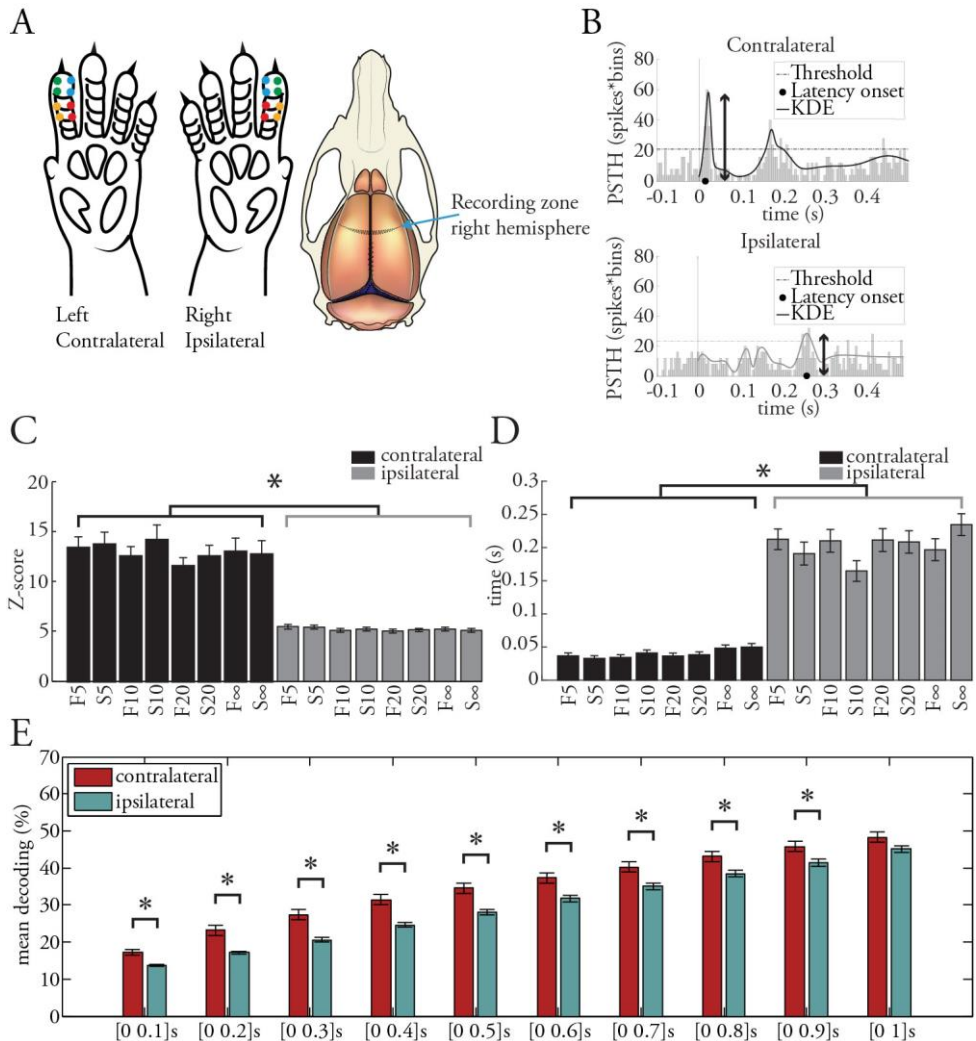 A
Left
Contralateral
Right
Ipsilateral
Recording zone
right hemisphere
B
Contralateral
PSTH (spikes*bins)
80
60
40
20
0
Threshold
Latency onset
KDE
-0.1 0 0.1 0.2 0.3 0.4
time (s)
Ipsilateral
PSTH (spikes*bins)
80
60
40
20
0
Threshold
Latency onset
KDE
-0.1 0 0.1 0.2 0.3 0.4
time (s)
C
contralateral
ipsilateral
*
Z-score
20
15
10
5
0
F5 S5 F10 S10 F20 S20 F∞ S∞ F5 S5 F10 S10 F20 S20 F∞ S∞
D
contralateral
ipsilateral
*
time (s)
0.3
0.25
0.2
0.15
0.1
0.05
0
F5 S5 F10 S10 F20 S20 F∞ S∞ F5 S5 F10 S10 F20 S20 F∞ S∞
E
contralateral
ipsilateral
mean decoding (%)
70
60
50
40
30
20
10
0
* * * * * * * * *
[0 0.1]s [0 0.2]s [0 0.3]s [0 0.4]s [0 0.5]s [0 0.6]s [0 0.7]s [0 0.8]s [0 0.9]s [0 1]s